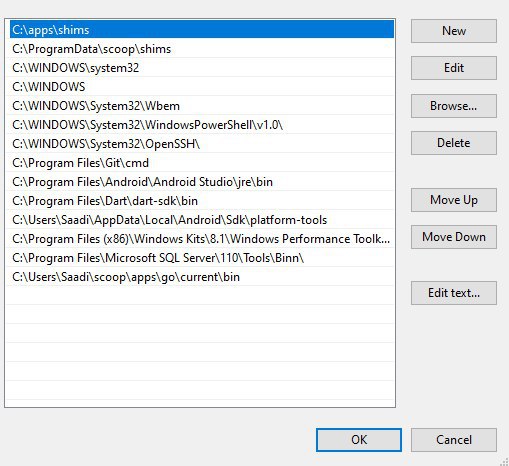 C:\apps\shims
C:\ProgramData\scoop\shims
C:\WINDOWS\system32
C:\WINDOWS
C:\WINDOWS\System32\Wbem
C:\WINDOWS\System32\WindowsPowerShell\v1.0\
C:\WINDOWS\System32\OpenSSH\
C:\Program Files\Git\cmd
C:\Program Files\Android\Android Studio\jre\bin
C:\Program Files\Dart\dart-sdk\bin
C:\Users\Saadi\AppData\Local\Android\Sdk\platform-tools
C:\Program Files (x86)\Windows Kits\8.1\Windows Performance Toolk...
C:\Program Files\Microsoft SQL Server\110\Tools\Binn\
C:\Users\Saadi\scoop\apps\go\current\bin
New
Edit
Browse...
Delete
Move Up
Move Down
Edit text...
OK
Cancel